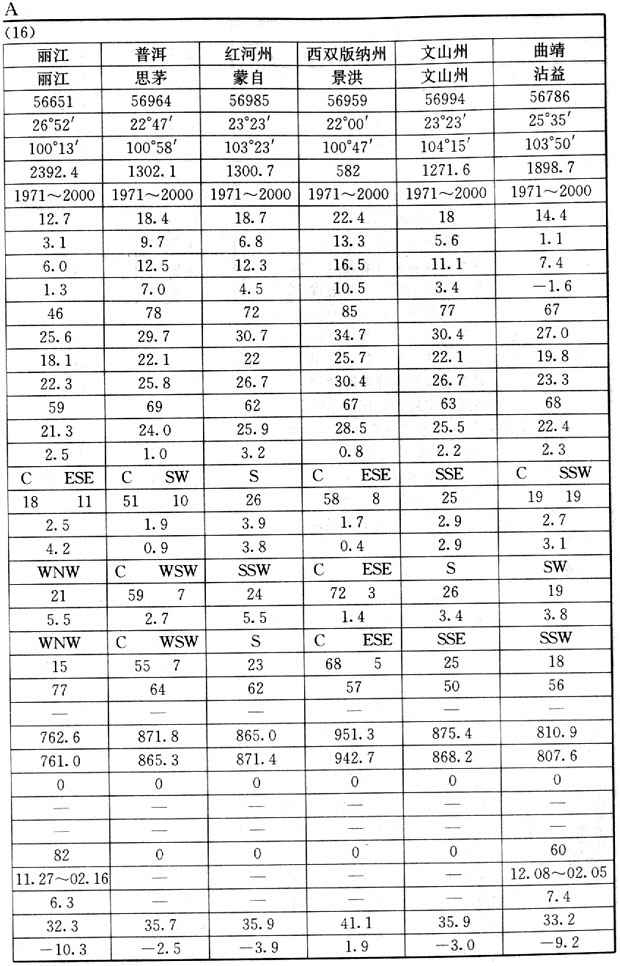 A
(16)
丽江 普洱 红河州 西双版纳州 文山州 曲靖
丽江 思茅 蒙自 景洪 文山州 沾益
56651 56964 56985 56959 56994 56786
26°52′ 22°47′ 23°23′ 22°00′ 23°23′ 25°35′
100°13′ 100°58′ 103°23′ 100°47′ 104°15′ 103°50′
2392.4 1302.1 1300.7 582 1271.6 1898.7
1971～2000 1971～2000 1971～2000 1971～2000 1971～2000 1971～2000
12.7 18.4 18.7 22.4 18 14.4
3.1 9.7 6.8 13.3 5.6 1.1
6.0 12.5 12.3 16.5 11.1 7.4
1.3 7.0 4.5 10.5 3.4 －1.6
46 78 72 85 77 67
25.6 29.7 30.7 34.7 30.4 27.0
18.1 22.1 22 25.7 22.1 19.8
22.3 25.8 26.7 30.4 26.7 23.3
59 69 62 67 63 68
21.3 24.0 25.9 28.5 25.5 22.4
2.5 1.0 3.2 0.8 2.2 2.3
C ESE C SW S C ESE SSE C SSW
18 11 51 10 26 58 8 25 19 19
2.5 1.9 3.9 1.7 2.9 2.7
4.2 0.9 3.8 0.4 2.9 3.1
WNW C WSW SSW C ESE S SW
21 59 7 24 72 3 26 19
5.5 2.7 5.5 1.4 3.4 3.8
WNW C WSW S C ESE SSE SSW
15 55 7 23 68 5 25 18
77 64 62 57 50 56
— — — — — —
762.6 871.8 865.0 951.3 875.4 810.9
761.0 865.3 871.4 942.7 868.2 807.6
0 0 0 0 0 0
— — — — — —
— — — — — —
82 0 0 0 0 60
11.27～02.16 — — — — 12.08～02.05
6.3 — — — — 7.4
32.3 35.7 35.9 41.1 35.9 33.2
－10.3 －2.5 －3.9 1.9 －3.0 －9.2